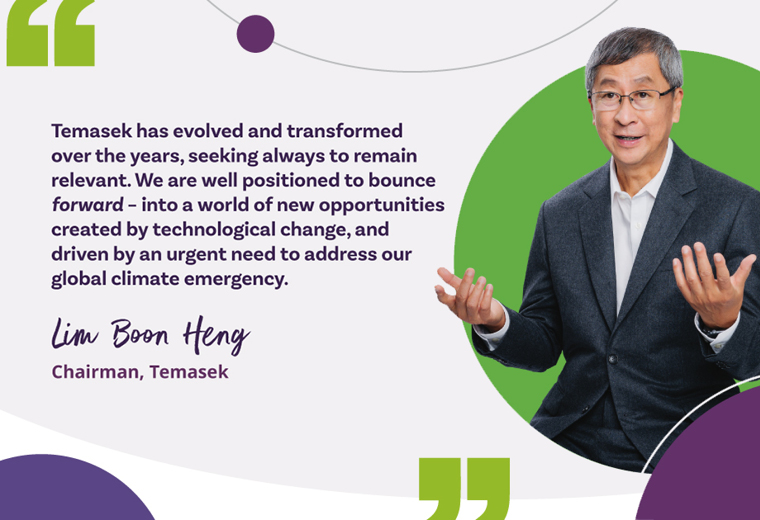 Temasek has evolved and transformed
over the years, seeking always to remain
relevant. We are well positioned to bounce
forward – into a world of new opportunities
created by technological change, and
driven by an urgent need to address our
global climate emergency.
Lim Boon Heng
Chairman, Temasek